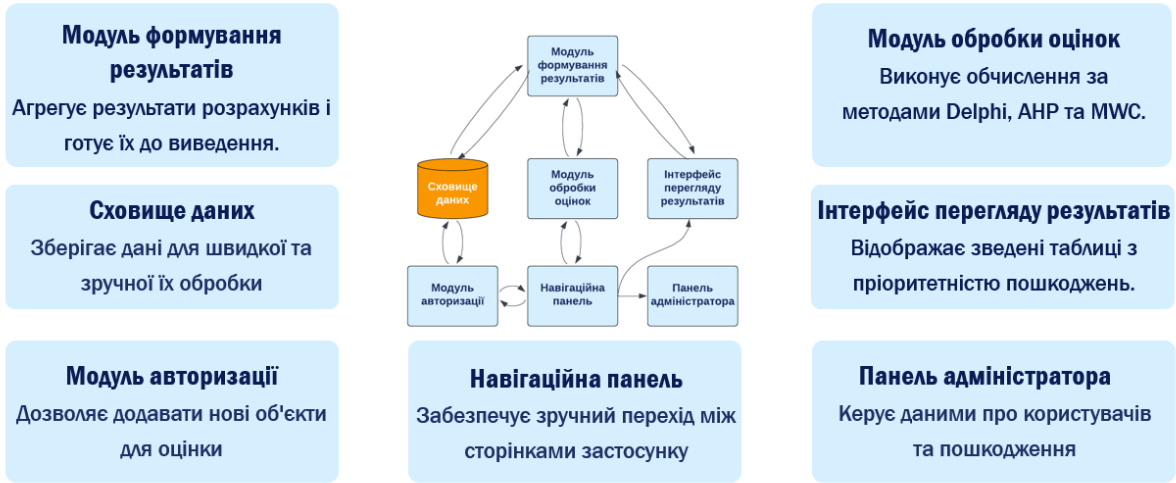 Модуль формування
результатів
Агрегує результати розрахунків і
готує їх до виведення.
Сховище даних
Зберігає дані для швидкої та
зручної їх обробки
Модуль авторизації
Дозволяє додавати нові об'єкти
для оцінки
Модуль
формування
результатів
Сховище
даних
Модуль
обробки
оцінок
Інтерфейс
перегляду
результатів
Модуль
авторизації
Навігаційна
панель
Панель
адміністратора
Навігаційна панель
Забезпечує зручний перехід між
сторінками застосунку
Модуль обробки оцінок
Виконує обчислення за
методами Delphi, AHP та MWC.
Інтерфейс перегляду результатів
Відображає зведені таблиці з
пріоритетністю пошкоджень.
Панель адміністратора
Керує даними про користувачів
та пошкодження